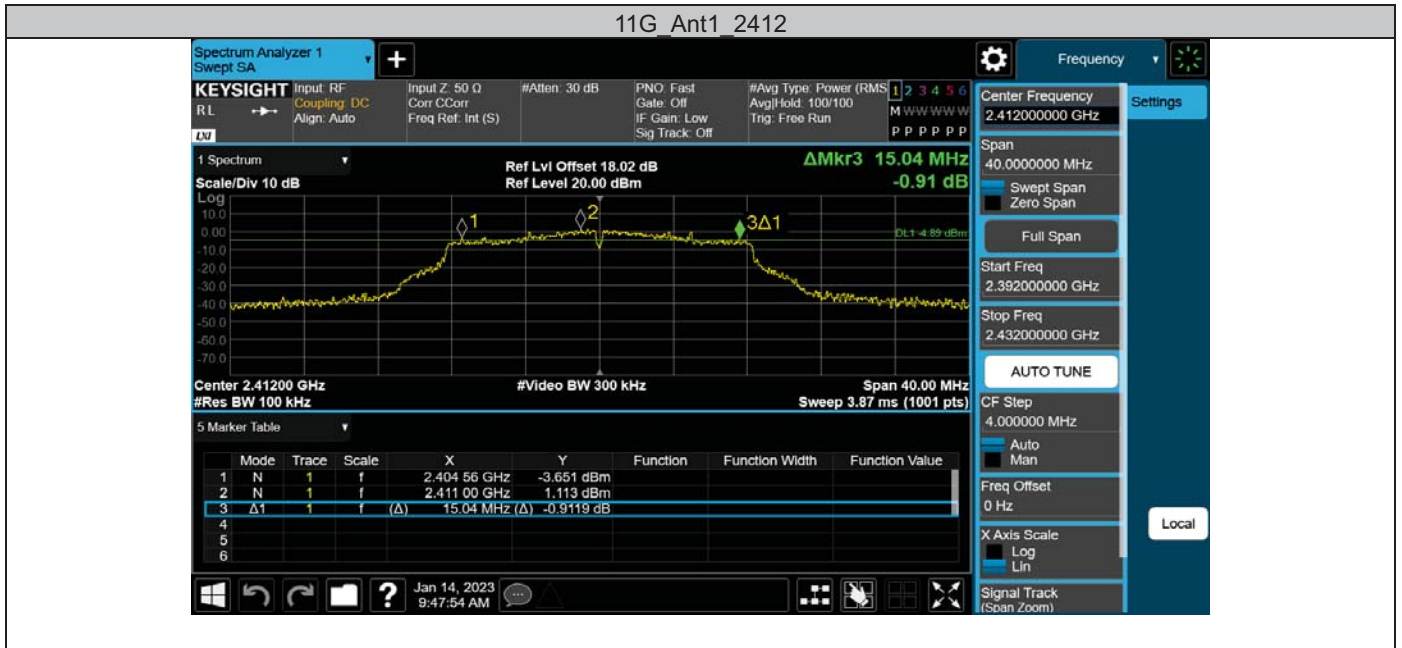 11G_Ant1_2412
Spectrum Analyzer 1
Swept SA
+
Frequency
KEYSIGHT
RL
LXI
Input: RF
Coupling: DC
Align: Auto
Input Z: 50 Ω
Corr CCorr
Freq Ref: Int (S)
#Atten: 30 dB
PNO: Fast
Gate: Off
IF Gain: Low
Sig Track: Off
#Avg Type: Power (RMS
Avg|Hold: 100/100
Trig: Free Run
1 2 3 4 5 6
M W W W W W
P P P P P P
1 Spectrum
Scale/Div 10 dB
Ref Lvl Offset 18.02 dB
Ref Level 20.00 dBm
ΔMkr3 15.04 MHz
-0.91 dB
Log
10.0
0.00
-10.0
-20.0
-30.0
-40.0
-50.0
-60.0
-70.0
1
2
3Δ1
DL1 -4.89 dBm
Center 2.41200 GHz
#Res BW 100 kHz
#Video BW 300 kHz
Span 40.00 MHz
Sweep 3.87 ms (1001 pts)
5 Marker Table
Mode Trace Scale X Y Function Function Width Function Value
1 N 1 f 2.404 56 GHz -3.651 dBm
2 N 1 f 2.411 00 GHz 1.113 dBm
3 Δ1 1 f (Δ) 15.04 MHz (Δ) -0.9119 dB
4
5
6
?
Jan 14, 2023
9:47:54 AM
Center Frequency
2.412000000 GHz
Settings
Span
40.0000000 MHz
Swept Span
Zero Span
Full Span
Start Freq
2.392000000 GHz
Stop Freq
2.432000000 GHz
AUTO TUNE
CF Step
4.000000 MHz
Auto
Man
Freq Offset
0 Hz
X Axis Scale
Log
Lin
Local
Signal Track
(Span Zoom)